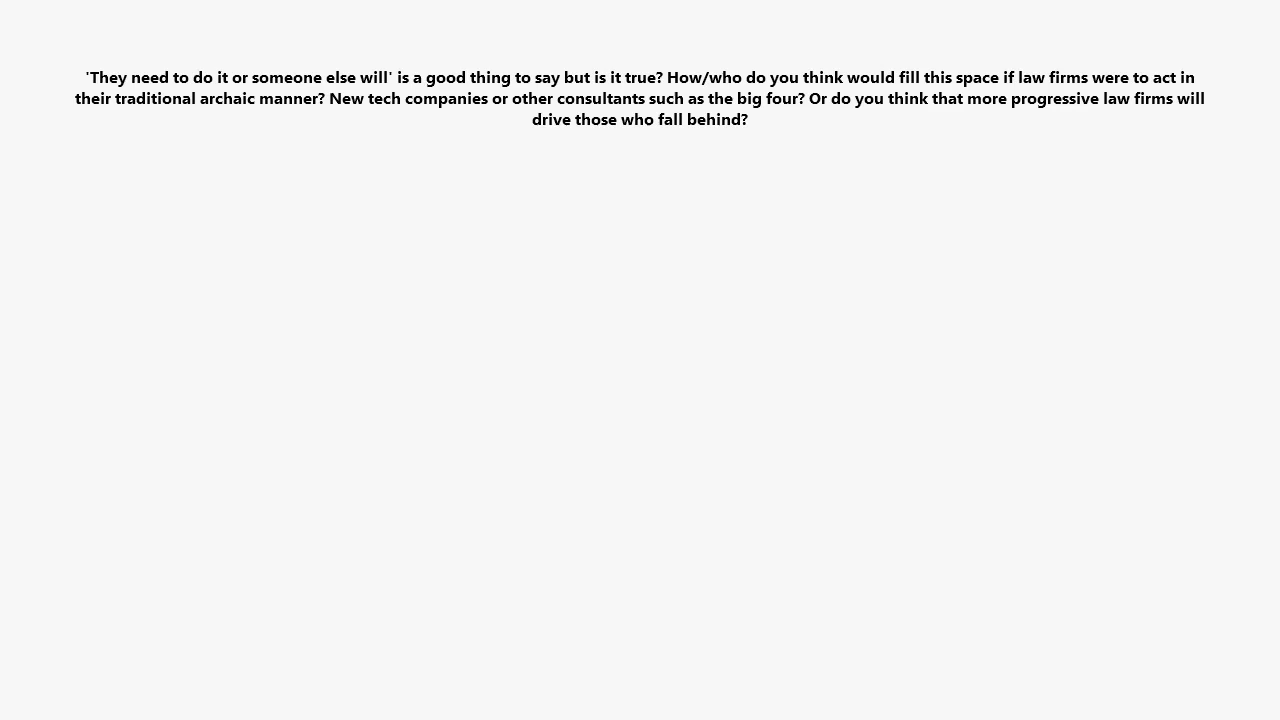 'They need to do it or someone else will' is a good thing to say but is it true? How/who do you think would fill this space if law firms were to act in
their traditional archaic manner? New tech companies or other consultants such as the big four? Or do you think that more progressive law firms will
drive those who fall behind?